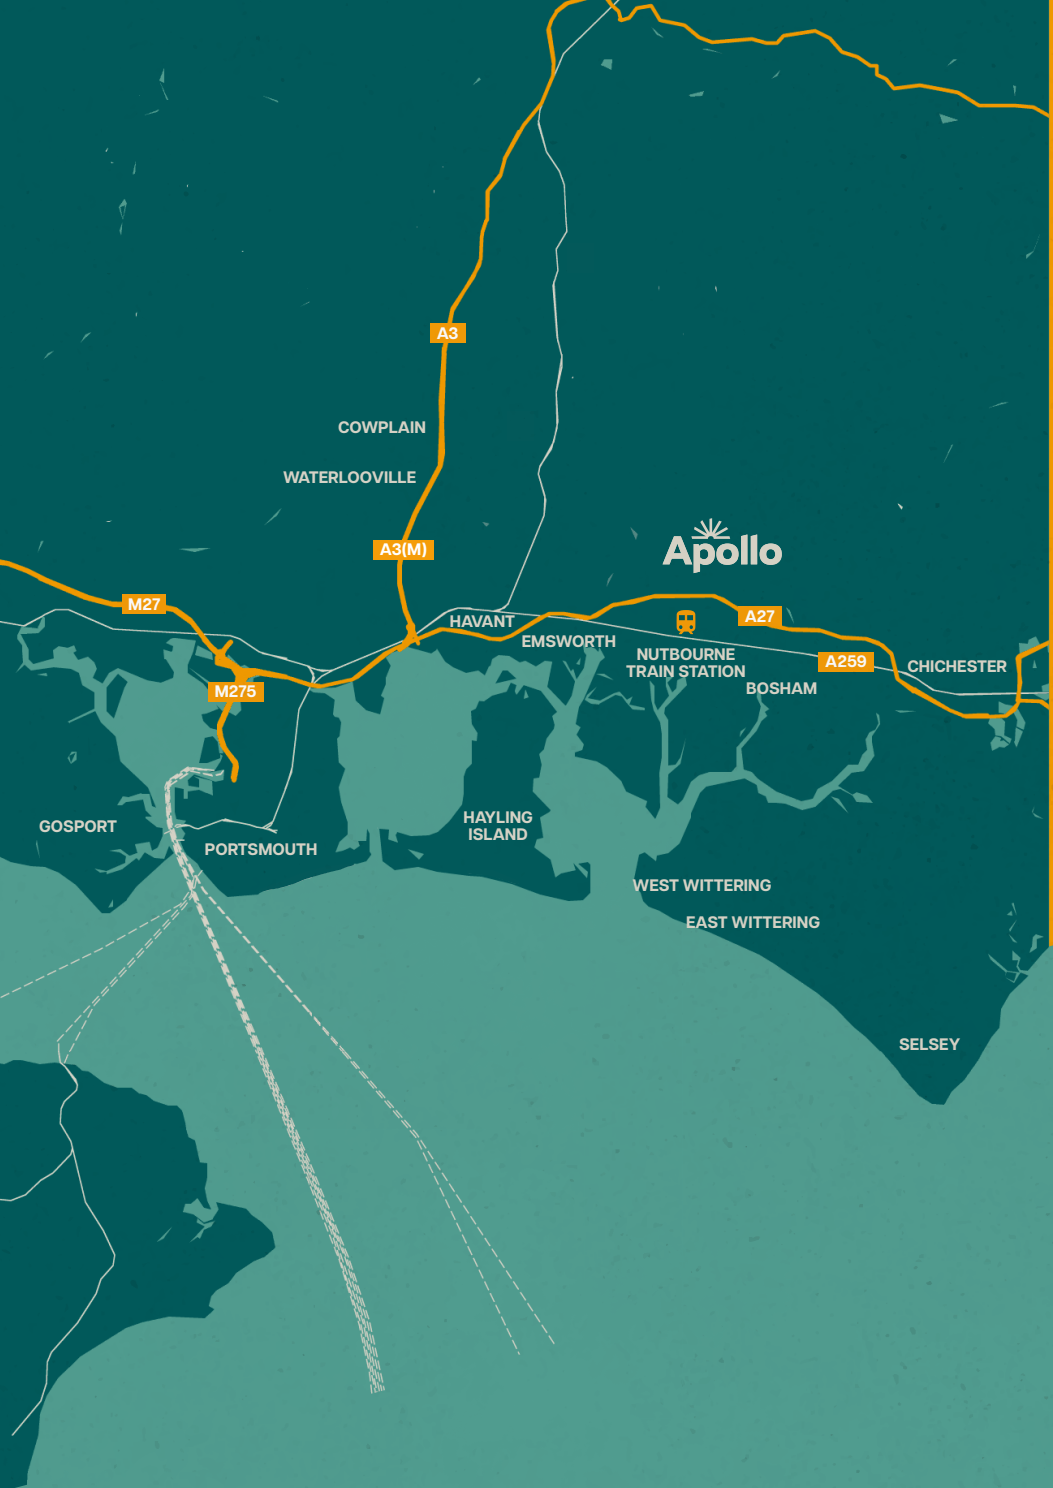 A3
COWPLAIN
WATERLOOVILLE
A3(M)
Apollo
M27
A27
HAVANT
EMSWORTH
NUTBOURNE
TRAIN STATION
A259
CHICHESTER
M275
BOSHAM
HAYLING
ISLAND
GOSPORT
PORTSMOUTH
WEST WITTERING
EAST WITTERING
SELSEY